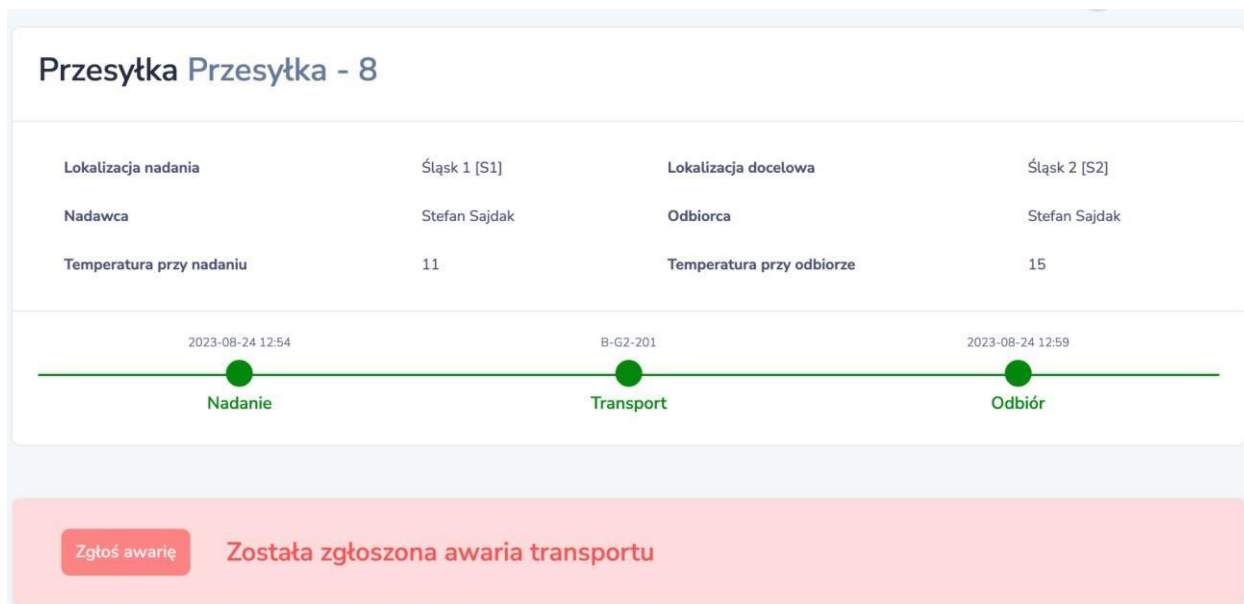 Przesyłka Przesyłka - 8
Lokalizacja nadania Śląsk 1 [S1] Lokalizacja docelowa Śląsk 2 [S2]
Nadawca Stefan Sajdak Odbiorca Stefan Sajdak
Temperatura przy nadaniu 11 Temperatura przy odbiorze 15
2023-08-24 12:54 B-G2-201 2023-08-24 12:59
Nadanie Transport Odbiór
Zgłoś awarię Została zgłoszona awaria transportu